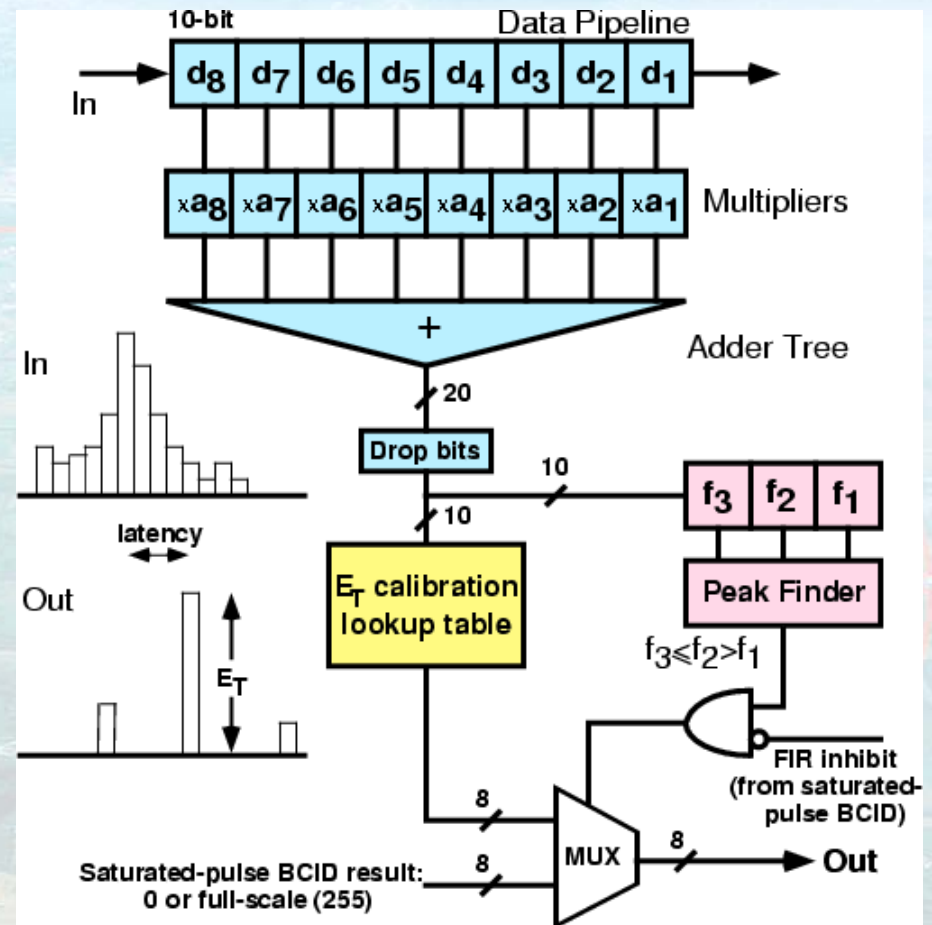 10-bit
Data Pipeline
In
d8 d7 d6 d5 d4 d3 d2 d1
xa8 xa7 xa6 xa5 xa4 xa3 xa2 xa1
Multipliers
+
Adder Tree
In
20
Drop bits
10
10
f3 f2 f1
latency
ET calibration
lookup table
Peak Finder
Out
ET
f3≤f2>f1
FIR inhibit
(from saturated-
pulse BCID)
8
MUX
8
Out
Saturated-pulse BCID result:
0 or full-scale (255)
8